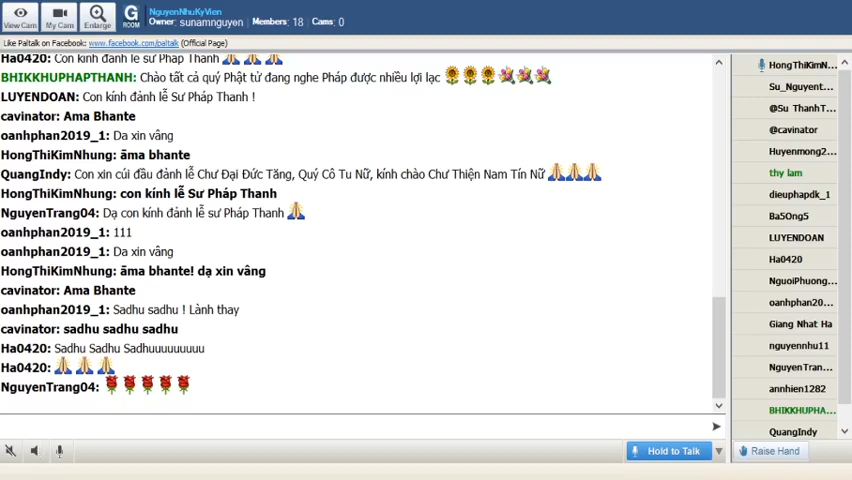 View Cam
My Cam
Enlarge
G
ROOM
NguyenNhuKyVien
Owner: sunamnguyen Members: 18 Cams: 0
Like Paltalk on Facebook: www.facebook.com/paltalk (Official Page)
Ha0420: Con kính đảnh lễ sư Pháp Thanh
BHIKKHUPHAPTHANH: Chào tất cả quý Phật tử đang nghe Pháp được nhiều lợi lạc
LUYENDOAN: Con kính đảnh lễ Sư Pháp Thanh !
cavinator: Ama Bhante
oanhphan2019_1: Da xin vâng
HongThiKimNhung: āma bhante
QuangIndy: Con xin cúi đầu đảnh lễ Chư Đại Đức Tăng, Quý Cô Tu Nữ, kính chào Chư Thiện Nam Tín Nữ
HongThiKimNhung: con kính lễ Sư Pháp Thanh
NguyenTrang04: Dạ con kính đảnh lễ sư Pháp Thanh
oanhphan2019_1: 111
oanhphan2019_1: Da xin vâng
HongThiKimNhung: āma bhante! dạ xin vâng
cavinator: Ama Bhante
oanhphan2019_1: Sadhu sadhu ! Lành thay
cavinator: sadhu sadhu sadhu
Ha0420: Sadhu Sadhu Sadhuuuuuuuuu
Ha0420:
NguyenTrang04:
HongThiKimN...
Su_Nguyent...
@Su ThanhT...
@cavinator
Huyenmong2...
thy lam
dieuphapdk_1
Ba5Ong5
LUYENDOAN
Ha0420
NguoiPhuong...
oanhphan20...
Giang Nhat Ha
nguyennhu11
NguyenTran...
annhien1282
BHIKKHUPHA...
QuangIndy
Hold to Talk
Raise Hand